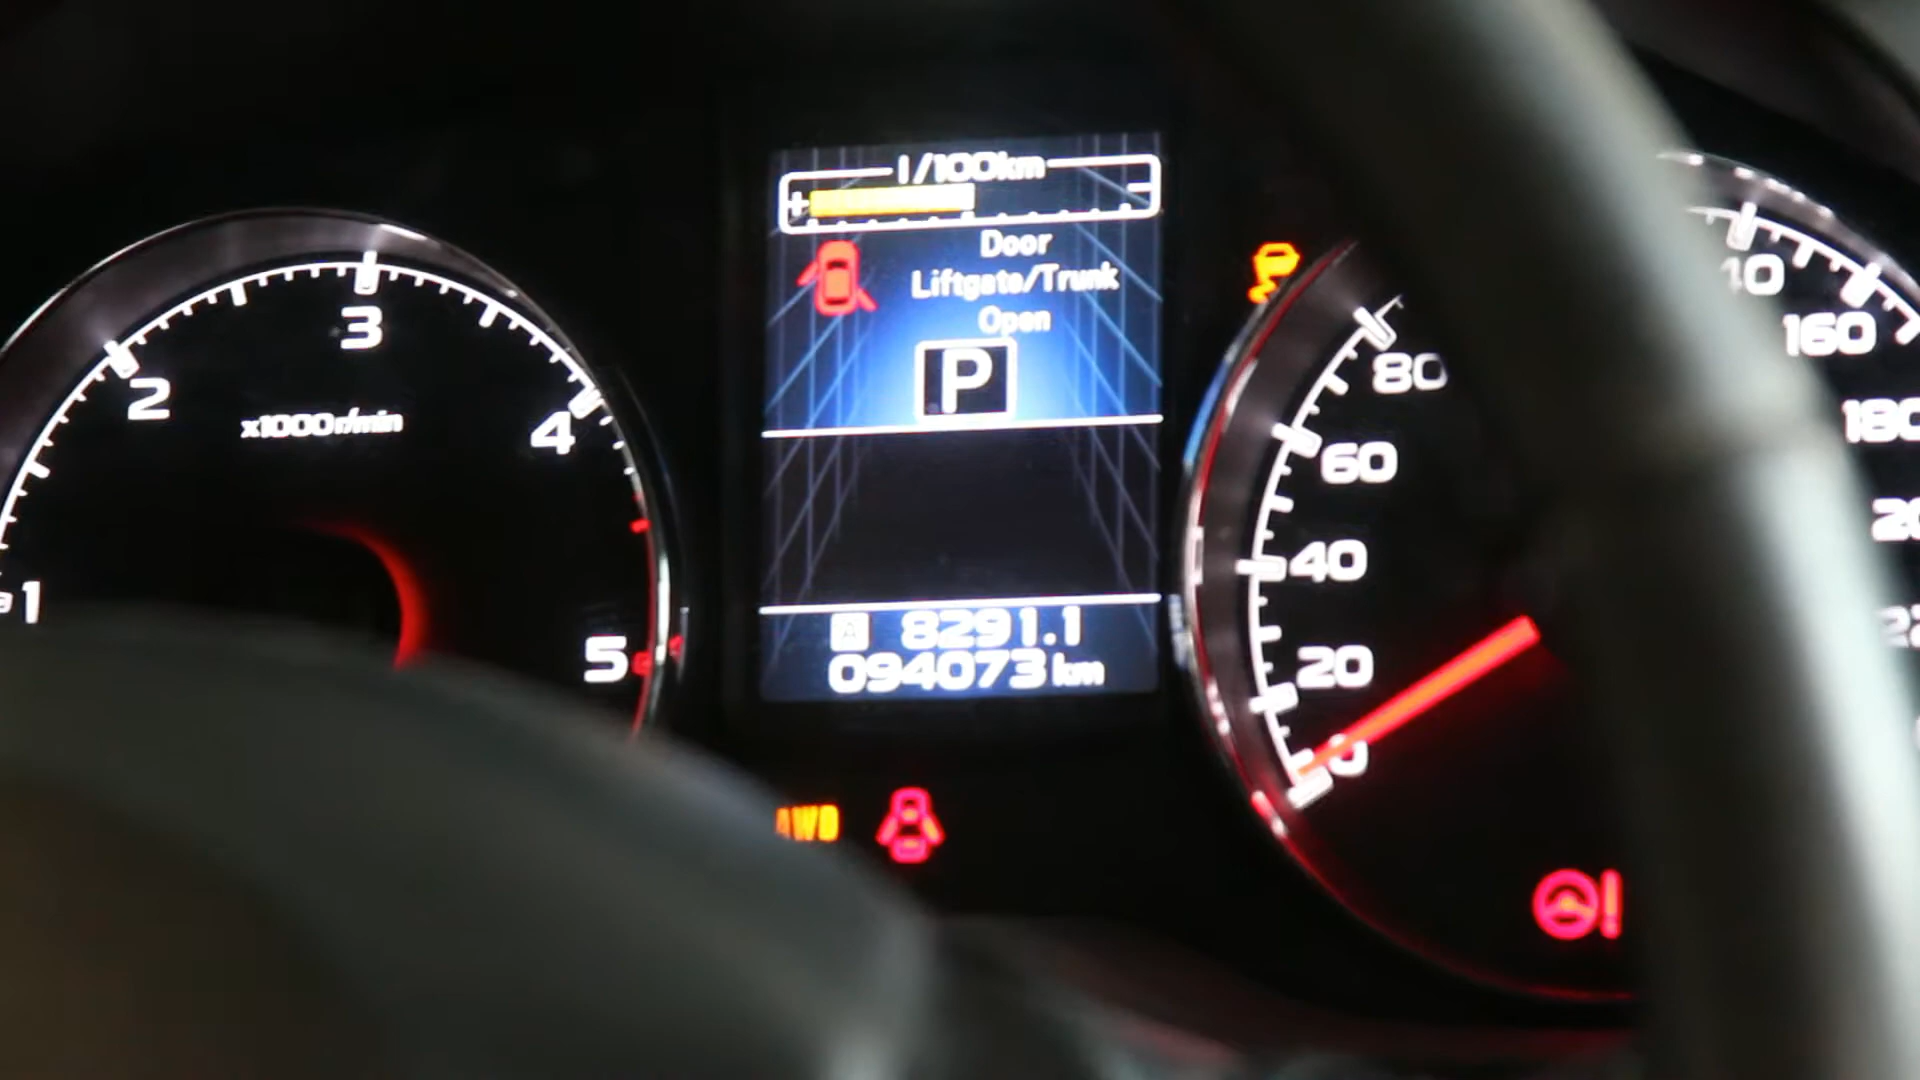 l/100km
+ -
Door
Liftgate/Trunk
Open
P
A 8291.1
094073 km
1
2
3
4
5
x1000r/min
0
20
40
60
80
160
180
AWD
!